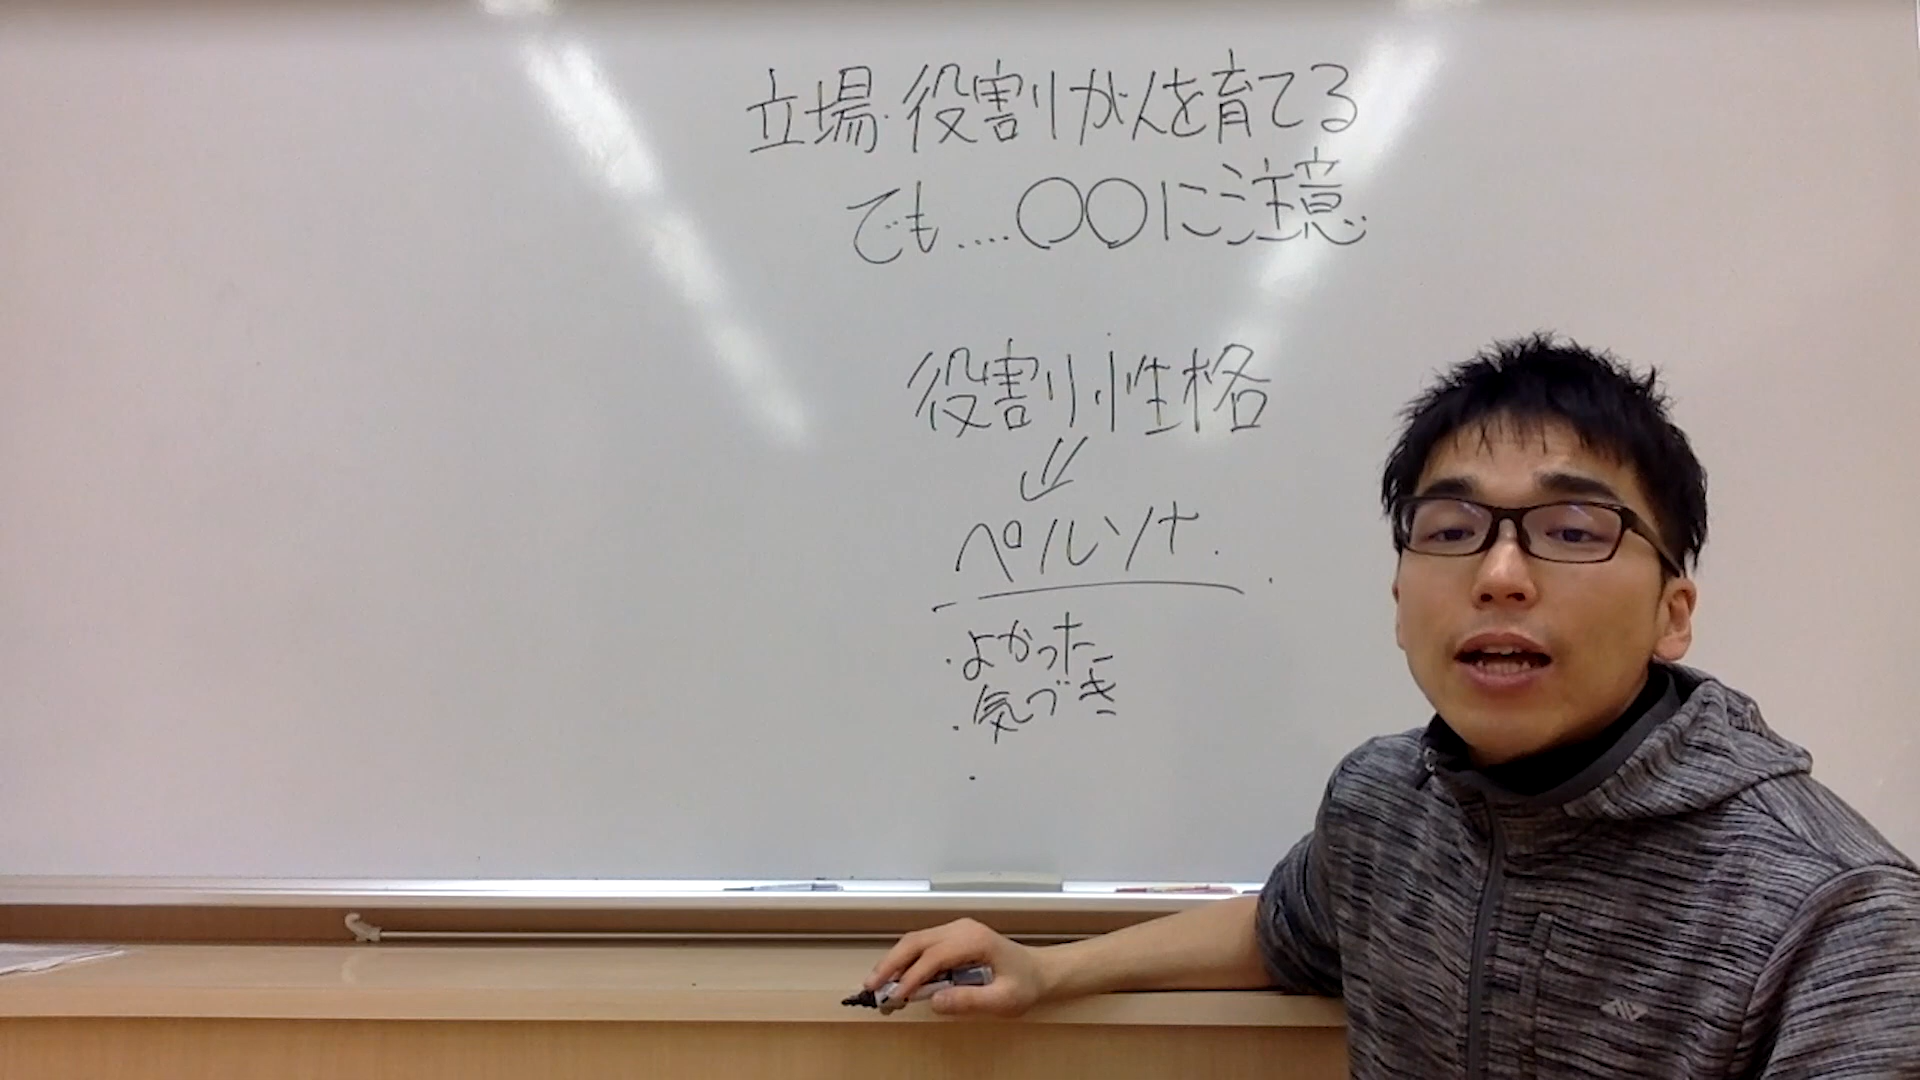 立場・役割が人を育てる
でも....〇〇に注意
役割性格
ペルソナ.
・よかった
・気づき
・